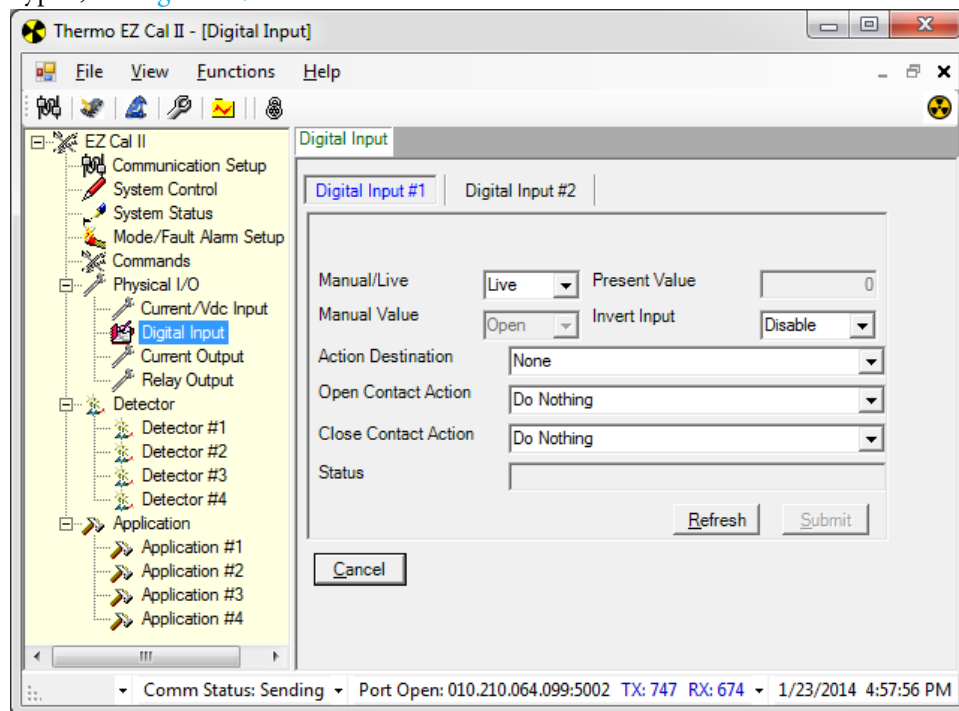 Thermo EZ Cal II - [Digital Input]
File View Functions Help
EZ Cal II
Communication Setup
System Control
System Status
Mode/Fault Alarm Setup
Commands
Physical I/O
Current/Vdc Input
Digital Input
Current Output
Relay Output
Detector
Detector #1
Detector #2
Detector #3
Detector #4
Application
Application #1
Application #2
Application #3
Application #4
Digital Input
Digital Input #1 Digital Input #2
Manual/Live Live Present Value 0
Manual Value Open Invert Input Disable
Action Destination None
Open Contact Action Do Nothing
Close Contact Action Do Nothing
Status
Refresh Submit
Cancel
Comm Status: Sending Port Open: 010.210.064.099:5002 TX: 747 RX: 674 1/23/2014 4:57:56 PM